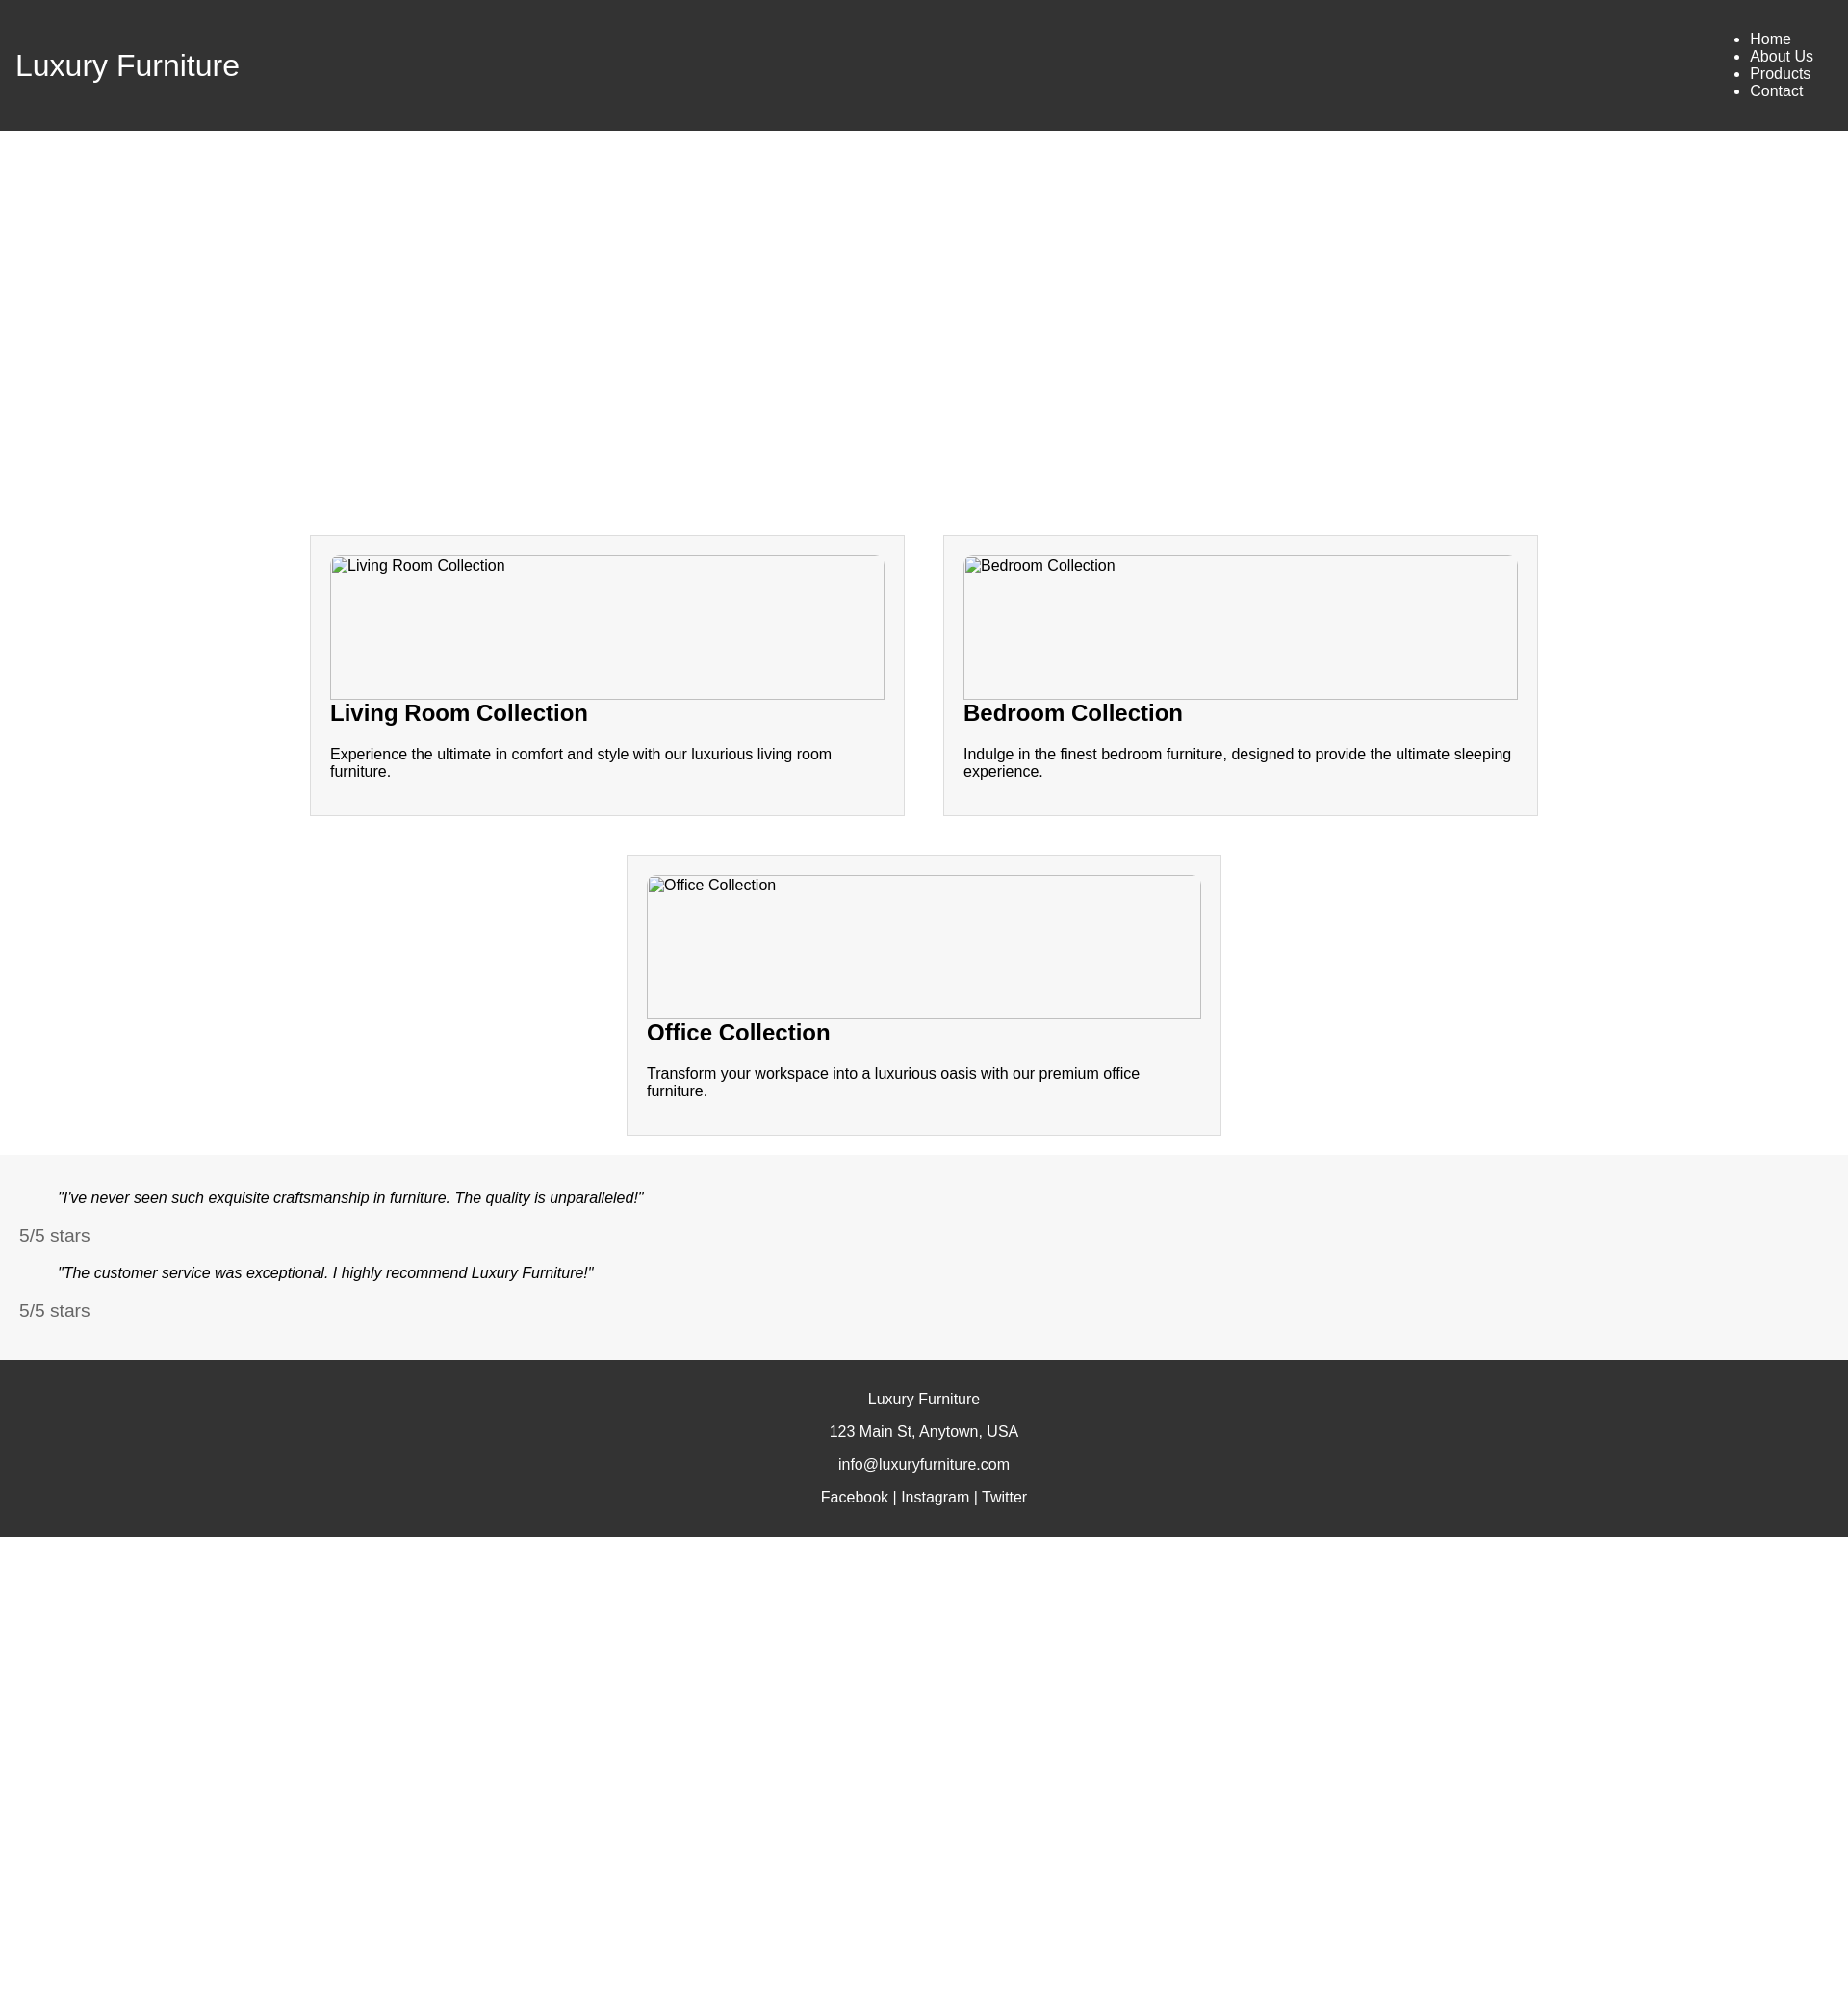 Luxury Furniture
Home
About Us
Products
Contact
Living Room Collection
Living Room Collection
Experience the ultimate in comfort and style with our luxurious living room
furniture.
Bedroom Collection
Bedroom Collection
Indulge in the finest bedroom furniture, designed to provide the ultimate sleeping
experience.
Office Collection
Office Collection
Transform your workspace into a luxurious oasis with our premium office
furniture.
"I've never seen such exquisite craftsmanship in furniture. The quality is unparalleled!"
5/5 stars
"The customer service was exceptional. I highly recommend Luxury Furniture!"
5/5 stars
Luxury Furniture
123 Main St, Anytown, USA
info@luxuryfurniture.com
Facebook | Instagram | Twitter